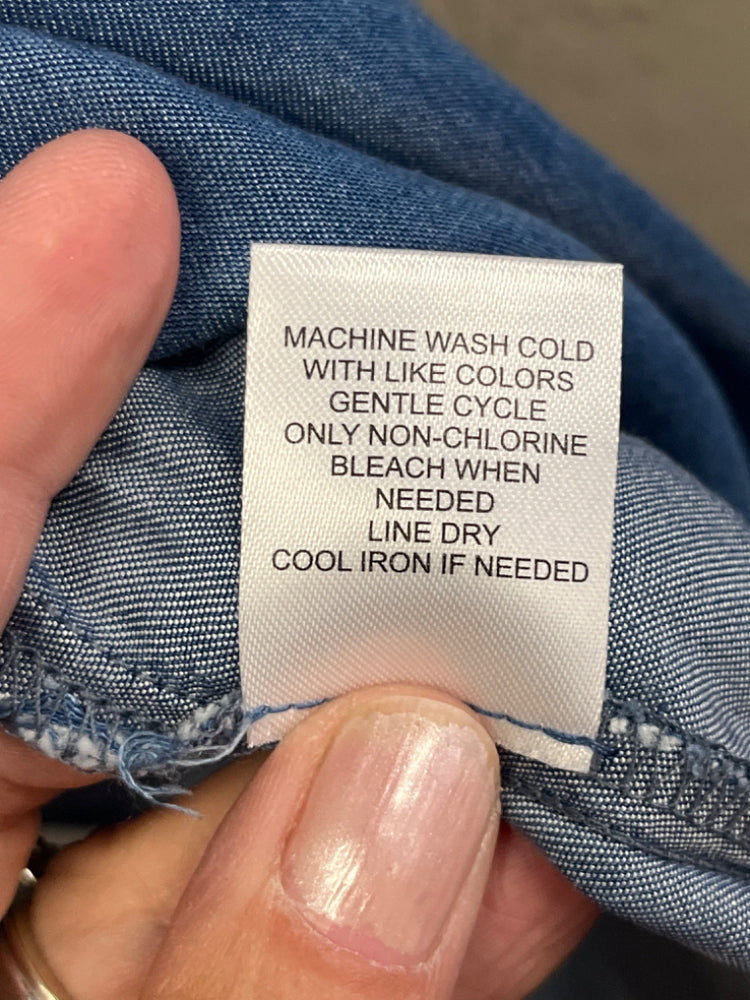 MACHINE WASH COLD
WITH LIKE COLORS
GENTLE CYCLE
ONLY NON-CHLORINE
BLEACH WHEN
NEEDED
LINE DRY
COOL IRON IF NEEDED